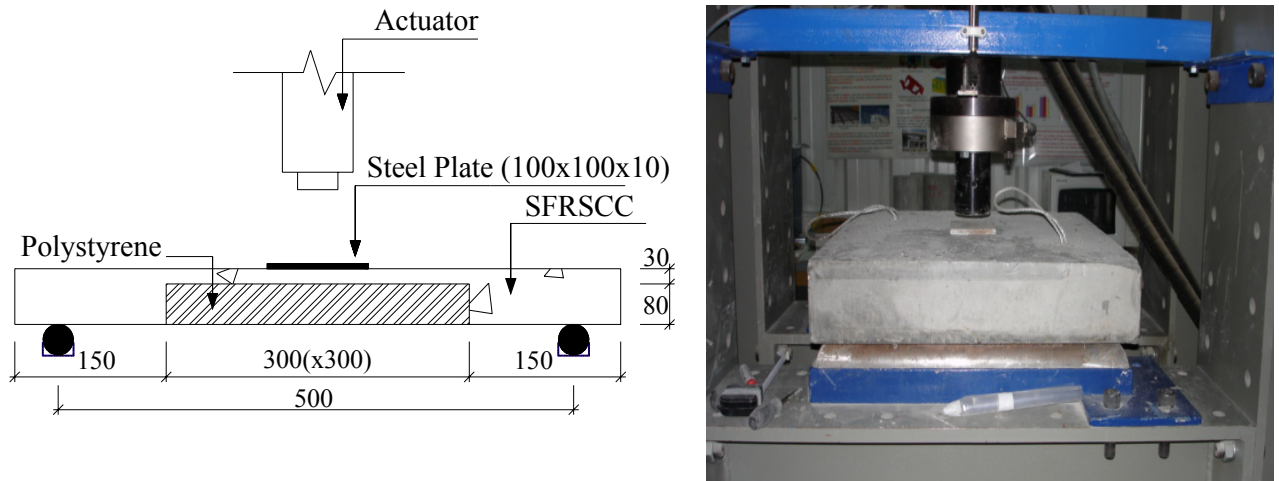 Actuator
Steel Plate (100x100x10)
SFRSCC
Polystyrene
30
80
150
300(x300)
150
500